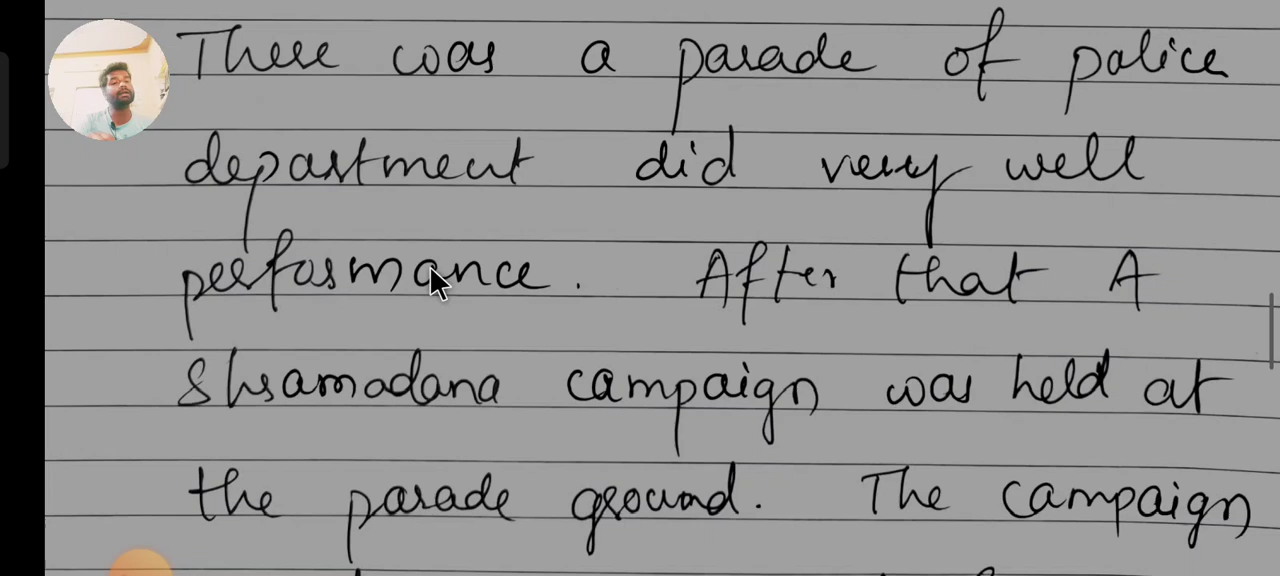 There was a parade of police
department did very well
performance. After that A
Shramadana campaign was held at
the parade ground. The campaign